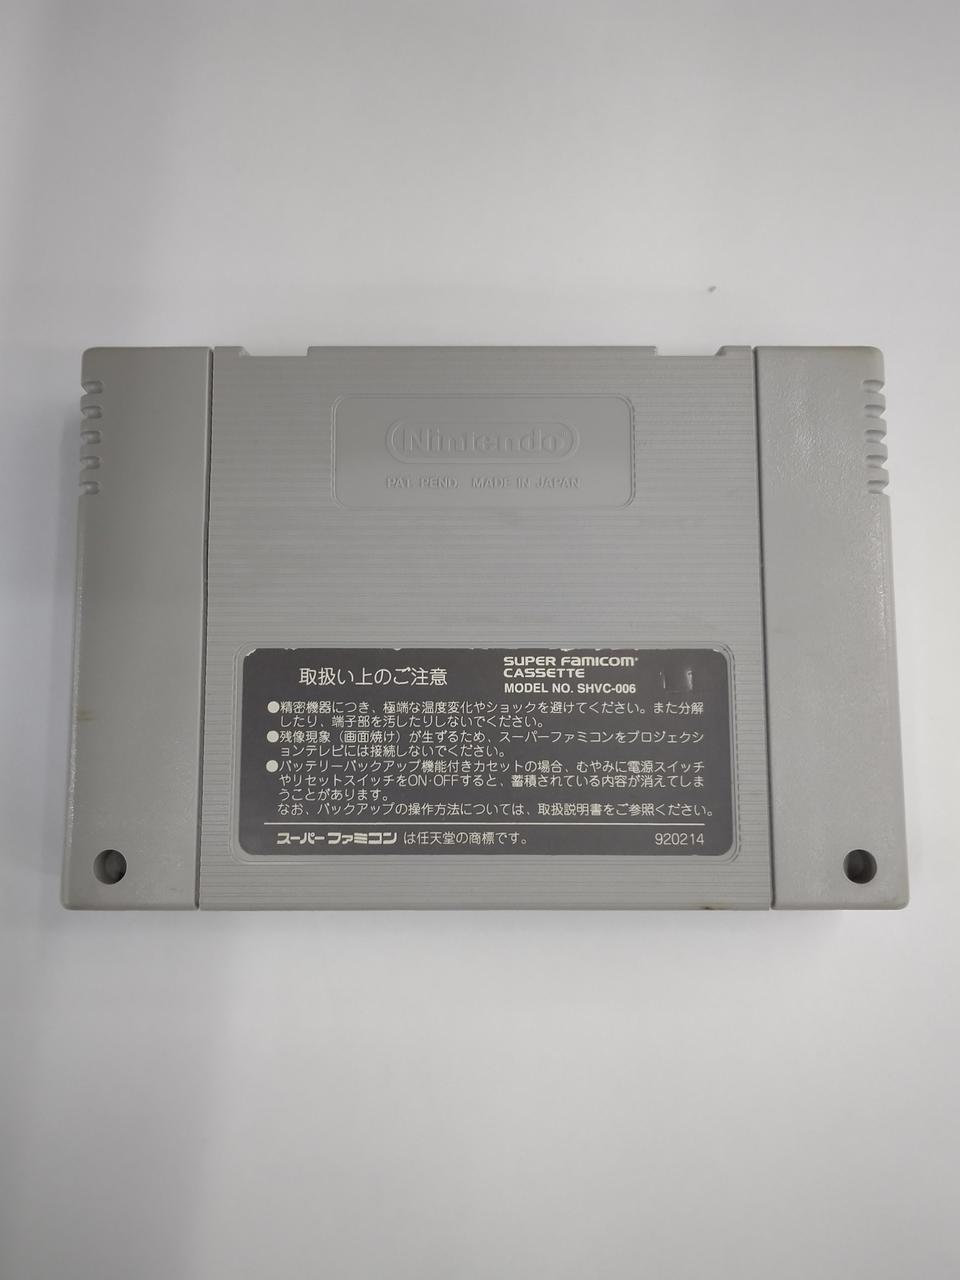 Nintendo
PAT. PEND. MADE IN JAPAN
取扱い上のご注意
SUPER FAMICOM
CASSETTE
MODEL NO. SHVC-006
●精密機器につき、極端な温度変化やショックを避けてください。また分解
したり、端子部を汚したりしないでください。
●残像現象（画面焼け）が生ずるため、スーパーファミコンをプロジェクシ
ョンテレビには接続しないでください。
●バッテリーバックアップ機能付きカセットの場合、むやみに電源スイッチ
やリセットスイッチをON・OFFすると、蓄積されている内容が消えてしま
うことがあります。
なお、バックアップの操作方法については、取扱説明書をご参照ください。
スーパーファミコン は任天堂の商標です。
920214